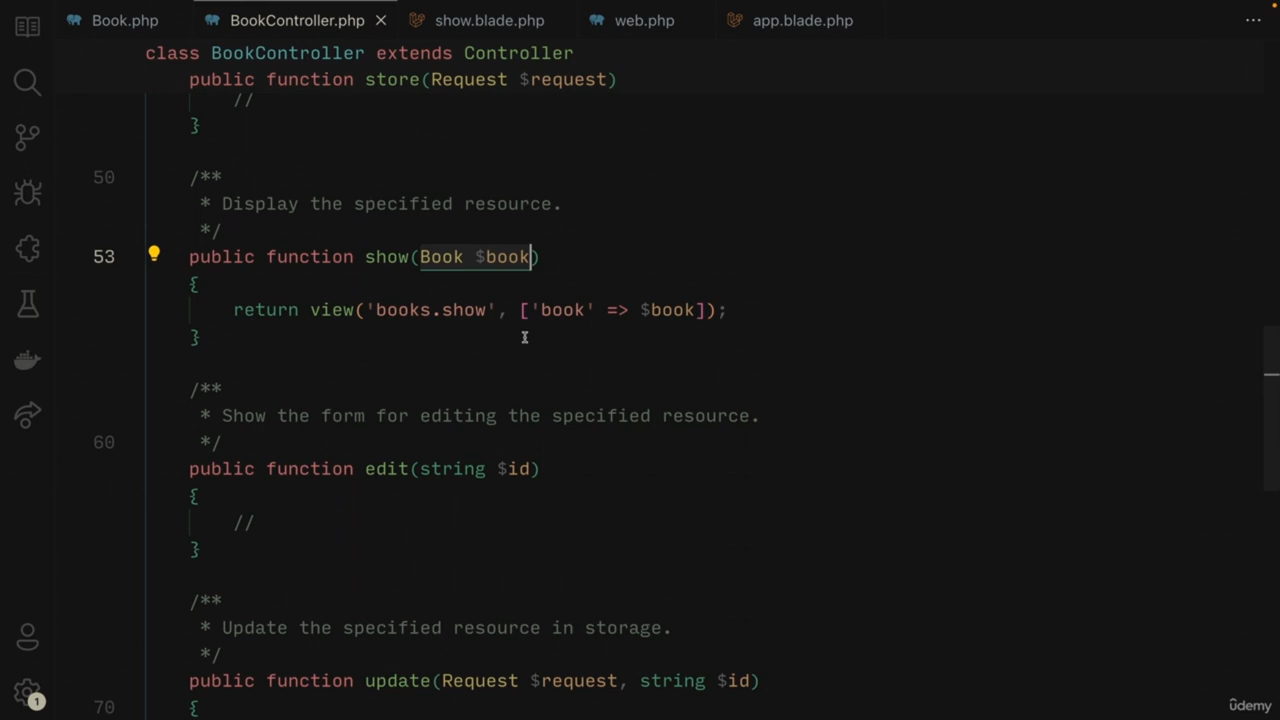 Book.php BookController.php show.blade.php web.php app.blade.php
class BookController extends Controller
public function store(Request $request)
//
}
50 /**
* Display the specified resource.
*/
53 public function show(Book $book)
{
return view('books.show', ['book' => $book]);
}
/**
* Show the form for editing the specified resource.
60 */
public function edit(string $id)
{
//
}
/**
* Update the specified resource in storage.
*/
public function update(Request $request, string $id)
70 {
1
udemy